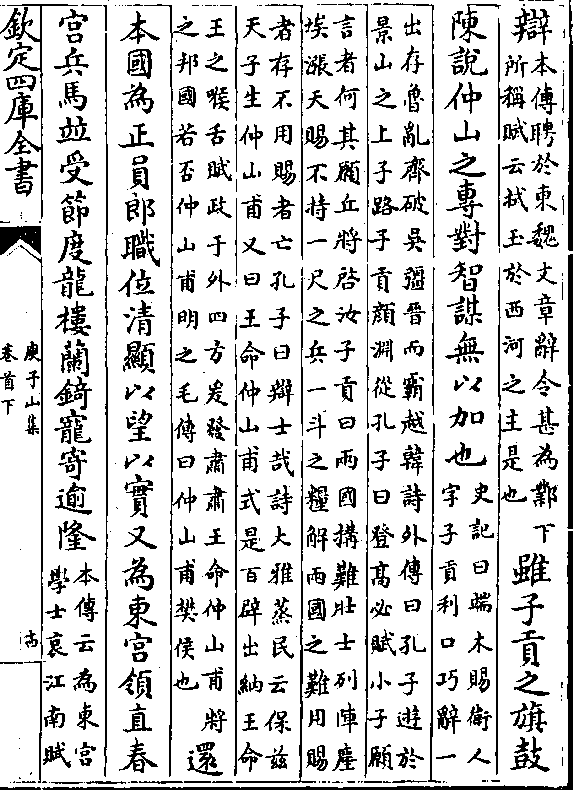 辯本傳聘於東魏文章辭令甚為鄴下
所稱賦云拭玉於西河之主是也雖子貢之旗鼓
陳說仲山之專對智謀無以加也史記曰端木賜衛人
字子貢利口巧辭一
出存魯亂齊破吳彊晉而霸越韓詩外傳曰孔子遊於
景山之上子路子貢顏淵從孔子曰登高必賦小子願
言者何其願丘將啓汝子貢曰兩國搆難壯士列陣塵
埃漲天賜不持一尺之兵一斗之糧解兩國之難用賜
者存不用賜者亡孔子曰辯士哉詩大雅蒸民云保茲
天子生仲山甫又曰王命仲山甫式是百辟出納王命
王之喉舌賦政于外四方爰發肅肅王命仲山甫將
之邦國若否仲山甫明之毛傳曰仲山甫樊侯也還
本國為正員郎職位清顯以望以實又為東宮領直春
宮兵馬並受節度龍樓蘭錡寵寄逾隆本傳云為東宮
學士哀江南賦
欽定四庫全書
庾子山集
卷首下
十四